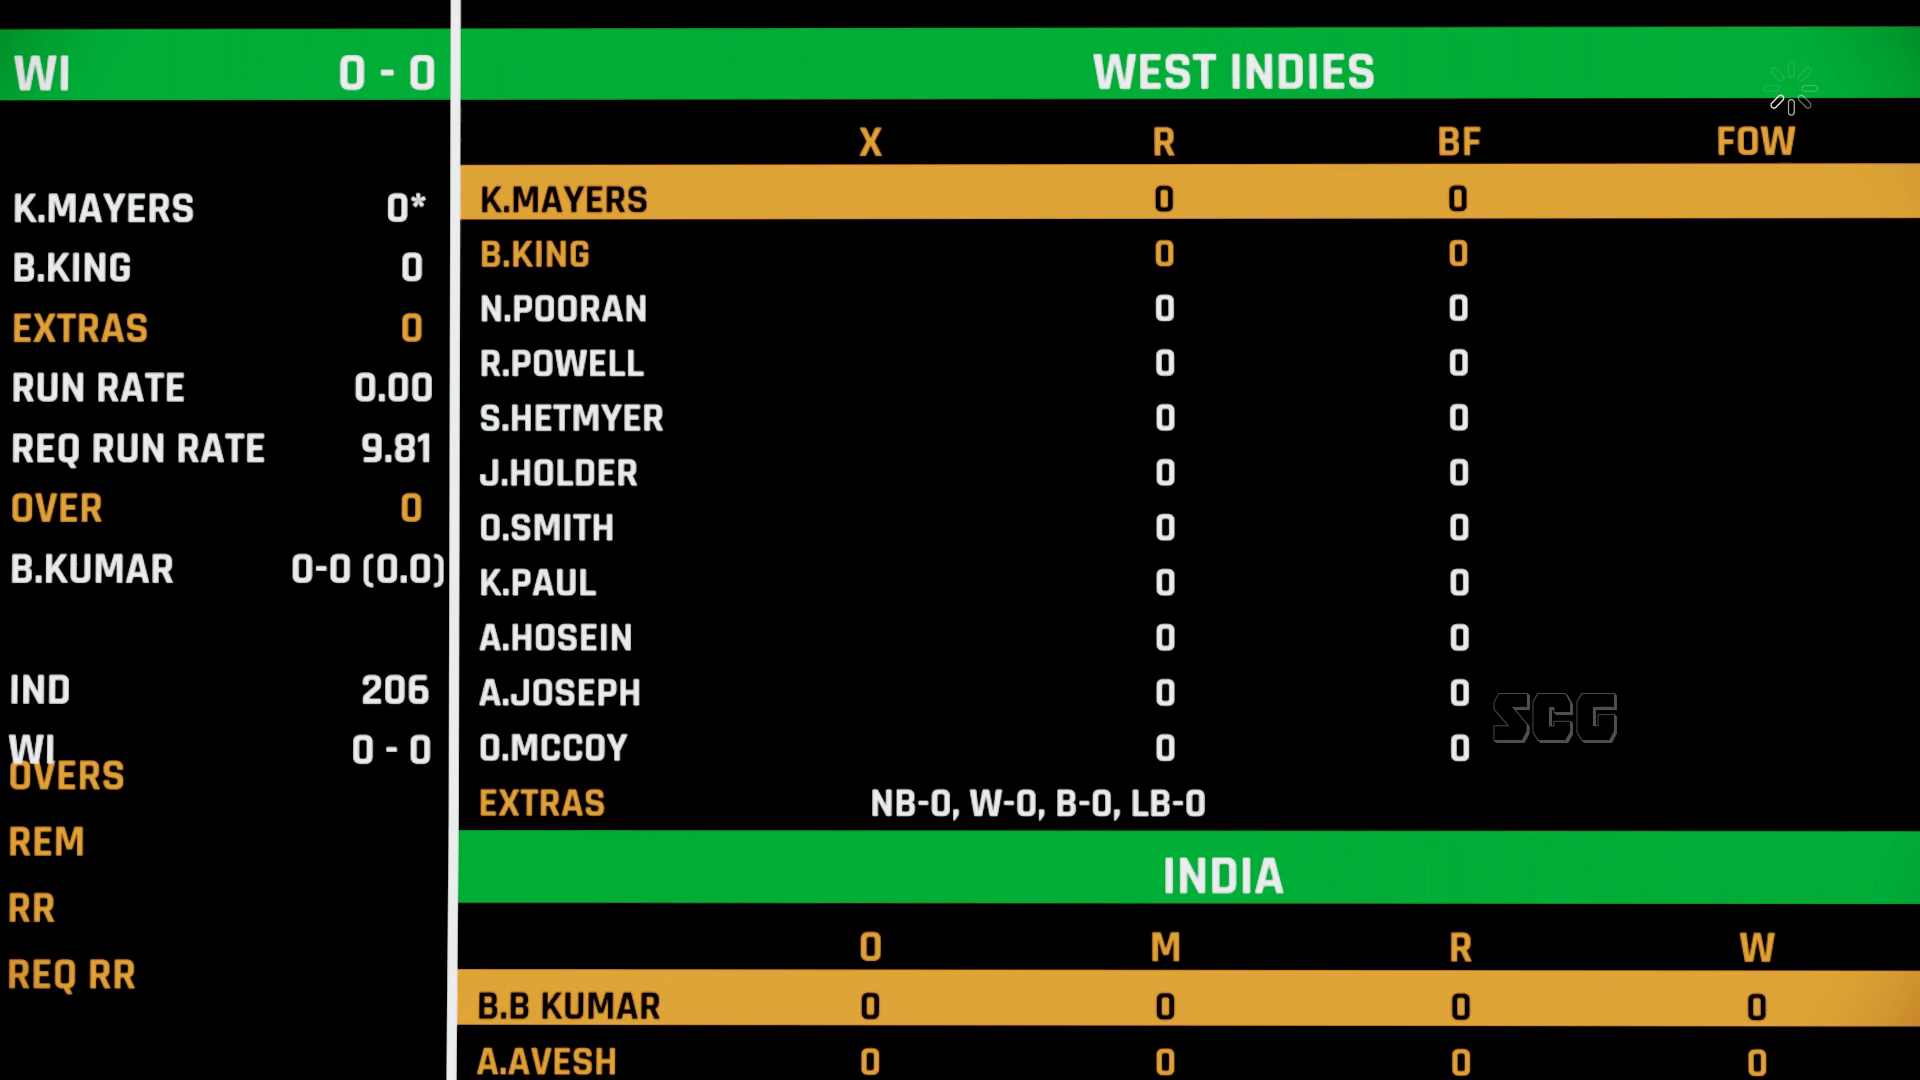 WI 0 - 0
K.MAYERS 0*
B.KING 0
EXTRAS 0
RUN RATE 0.00
REQ RUN RATE 9.81
OVER 0
B.KUMAR 0-0 (0.0)
IND 206
WI 0 - 0
OVERS
REM
RR
REQ RR
WEST INDIES
X R BF FOW
K.MAYERS 0 0
B.KING 0 0
N.POORAN 0 0
R.POWELL 0 0
S.HETMYER 0 0
J.HOLDER 0 0
O.SMITH 0 0
K.PAUL 0 0
A.HOSEIN 0 0
A.JOSEPH 0 0
O.MCCOY 0 0
EXTRAS NB-0, W-0, B-0, LB-0
SCG
INDIA
O M R W
B.B KUMAR 0 0 0 0
A.AVESH 0 0 0 0